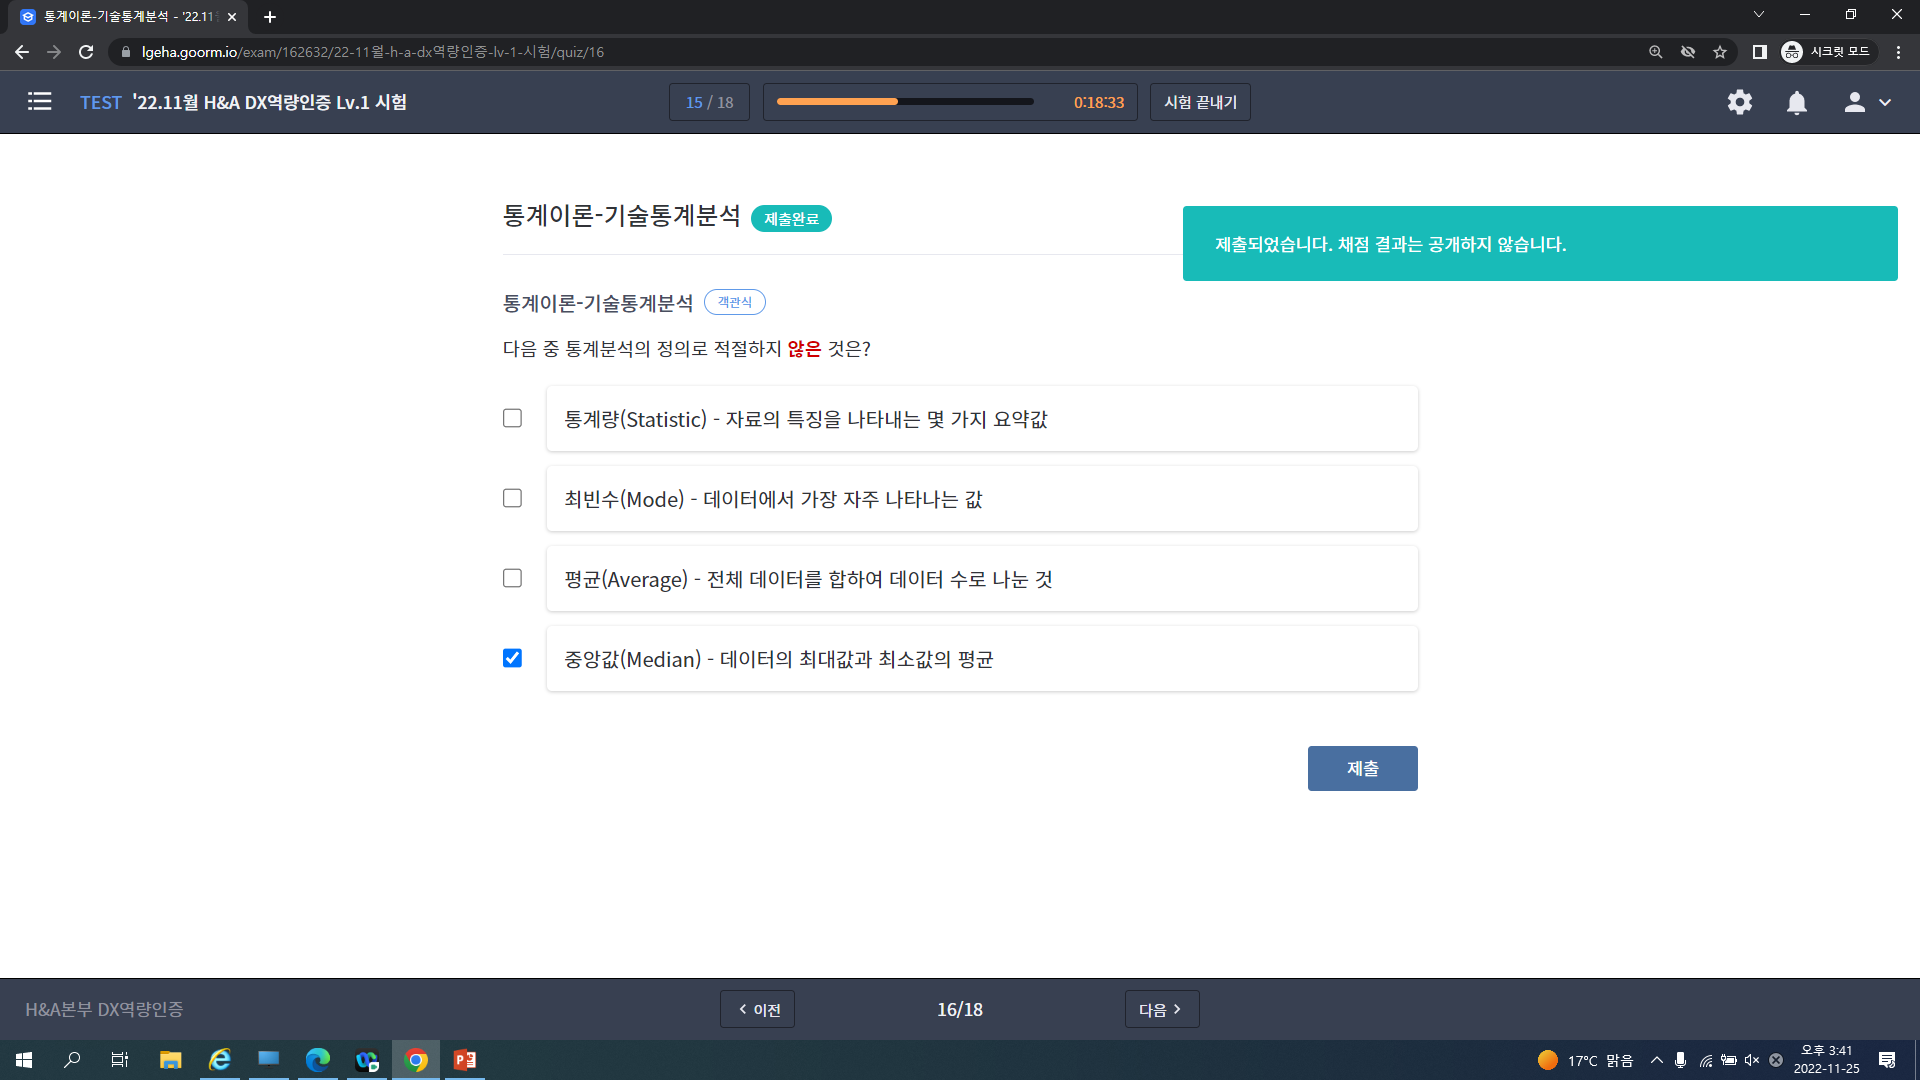 통계이론-기술통계분석 - '22.11
lgeha.goorm.io/exam/162632/22-11월-h-a-dx역량인증-lv-1-시험/quiz/16
시크릿 모드
TEST '22.11월 H&A DX역량인증 Lv.1 시험
15 / 18
0:18:33
시험 끝내기
통계이론-기술통계분석 제출완료
제출되었습니다. 채점 결과는 공개하지 않습니다.
통계이론-기술통계분석 객관식
다음 중 통계분석의 정의로 적절하지 않은 것은?
통계량(Statistic) - 자료의 특징을 나타내는 몇 가지 요약값
최빈수(Mode) - 데이터에서 가장 자주 나타나는 값
평균(Average) - 전체 데이터를 합하여 데이터 수로 나눈 것
중앙값(Median) - 데이터의 최대값과 최소값의 평균
제출
H&A본부 DX역량인증
이전
16/18
다음
17°C 맑음
오후 3:41
2022-11-25